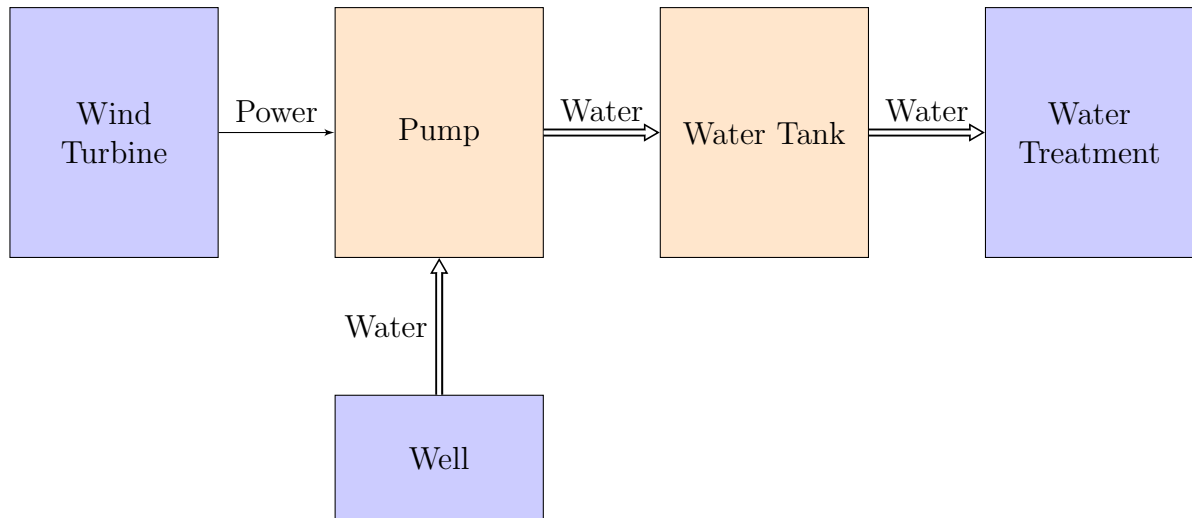 Wind
Turbine
Power
Pump
Water
Water Tank
Water
Water
Treatment
Water
Well